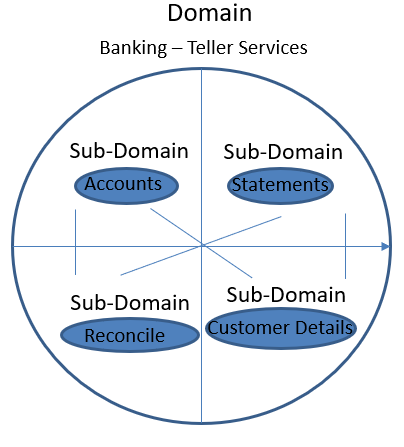 Domain
Banking – Teller Services
Sub-Domain
Sub-Domain
Accounts
Statements
Sub-Domain
Sub-Domain
Reconcile
Customer Details